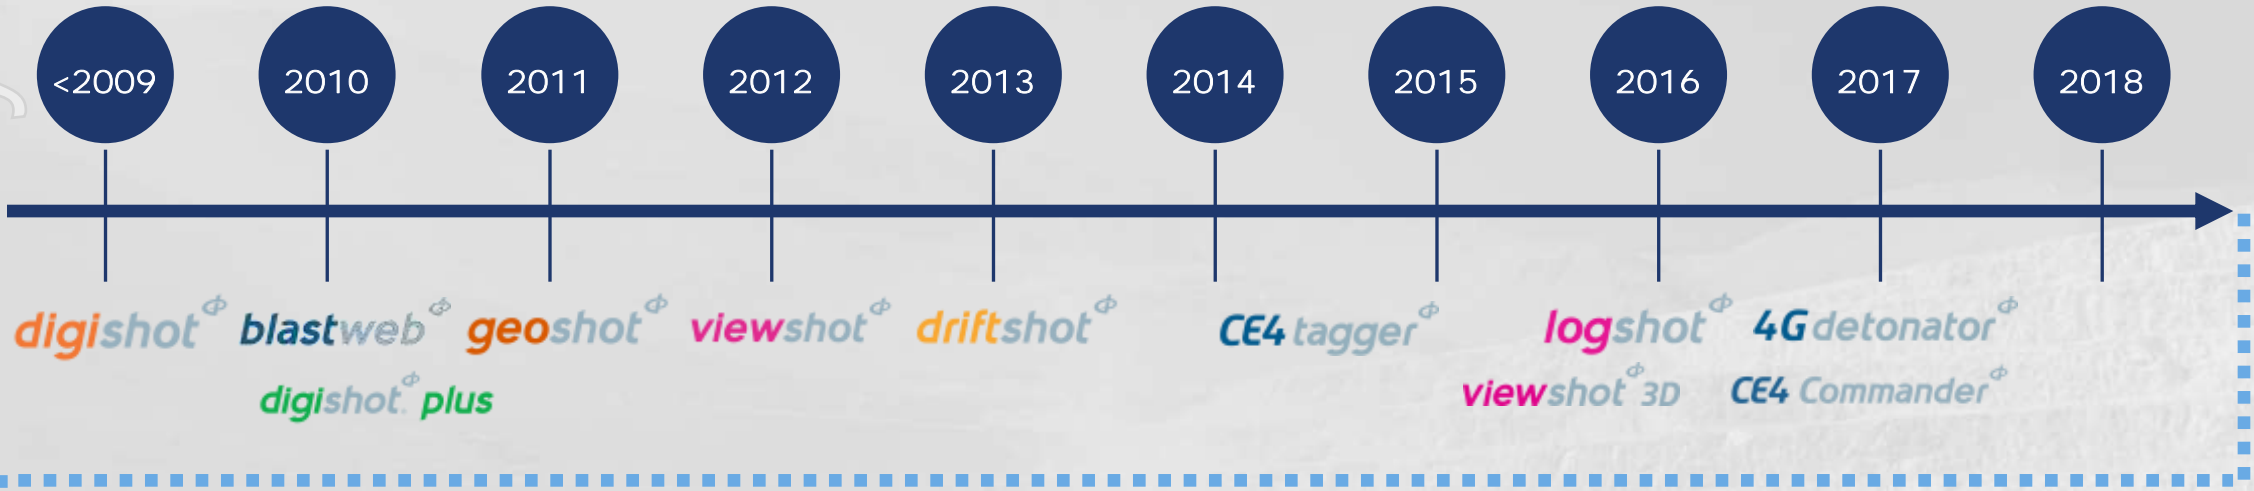 <2009 2010 2011 2012 2013 2014 2015 2016 2017 2018
digishot blastweb geoshot viewshot driftshot CE4 tagger logshot 4G detonator
digishot plus viewshot 3D CE4 Commander